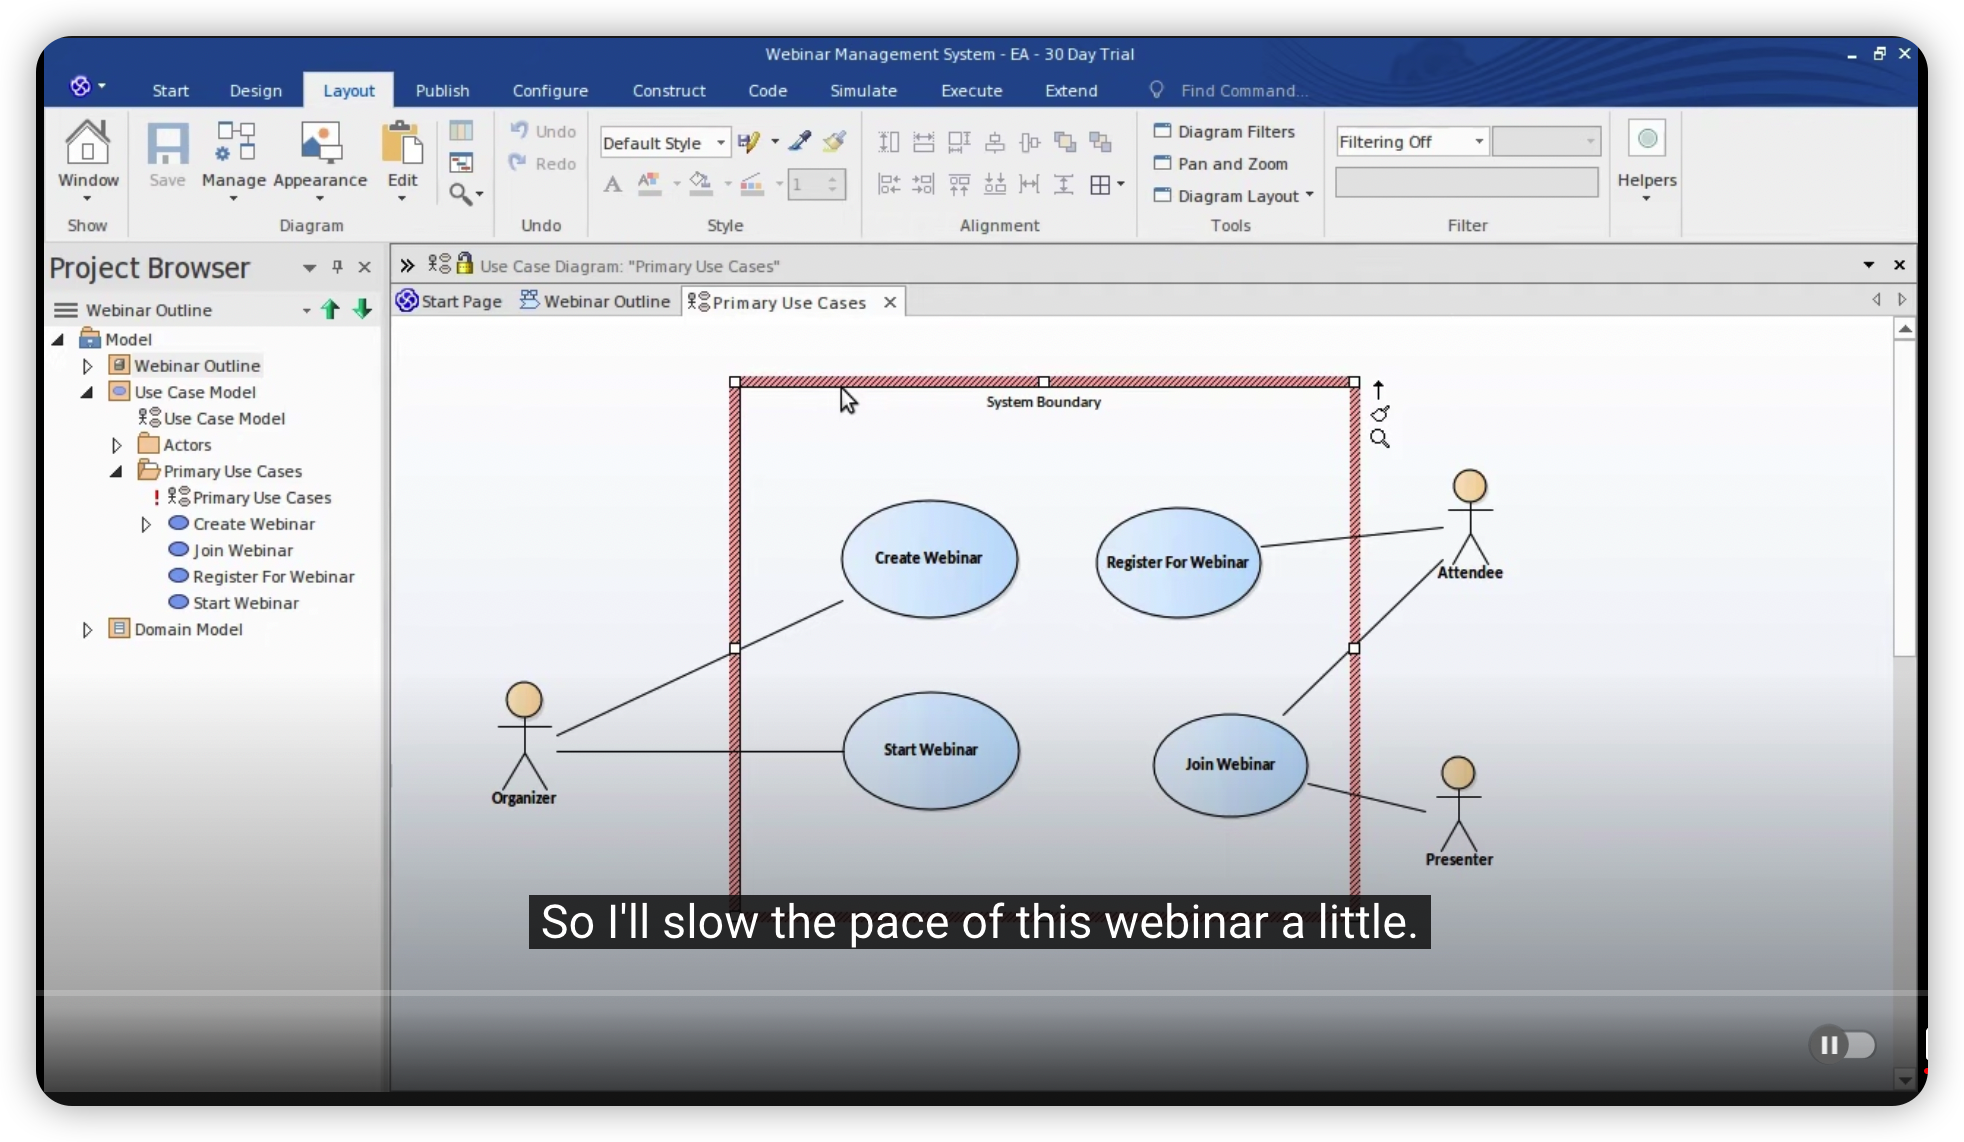 Webinar Management System - EA - 30 Day Trial
Start Design Layout Publish Configure Construct Code Simulate Execute Extend Find Command...
Window
Show
Save Manage Appearance Edit
Diagram
Undo
Redo
Undo
Default Style
1
Style
Alignment
Diagram Filters
Pan and Zoom
Diagram Layout
Tools
Filtering Off
Filter
Helpers
Project Browser
Webinar Outline
Model
Webinar Outline
Use Case Model
Use Case Model
Actors
Primary Use Cases
! Primary Use Cases
Create Webinar
Join Webinar
Register For Webinar
Start Webinar
Domain Model
Use Case Diagram: "Primary Use Cases"
Start Page Webinar Outline Primary Use Cases
System Boundary
Create Webinar
Register For Webinar
Attendee
Organizer
Start Webinar
Join Webinar
Presenter
So I'll slow the pace of this webinar a little.